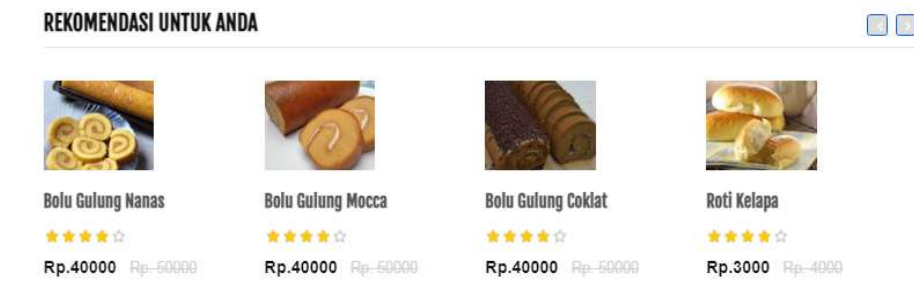 REKOMENDASI UNTUK ANDA
Bolu Gulung Nanas
Rp.40000 Rp. 50000
Bolu Gulung Mocca
Rp.40000 Rp. 50000
Bolu Gulung Coklat
Rp.40000 Rp. 50000
Roti Kelapa
Rp.3000 Rp. 4000